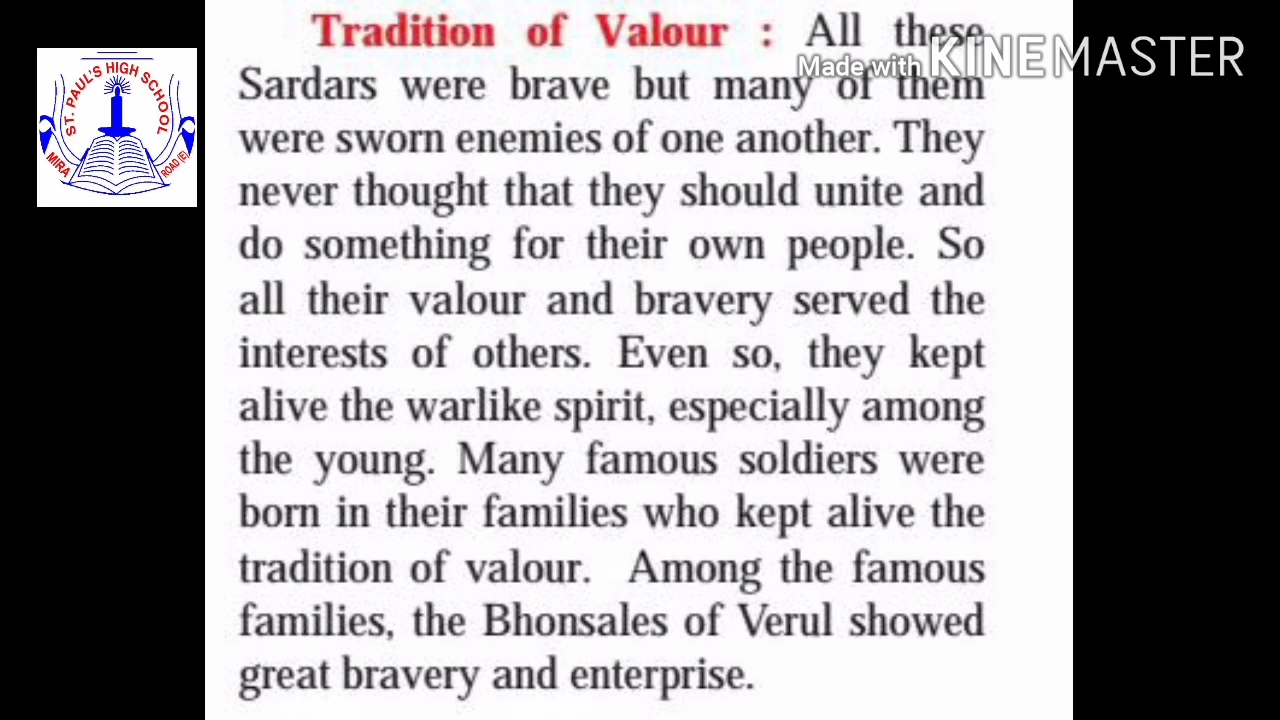 Tradition of Valour : All these
Made with KINEMASTER
Sardars were brave but many of them
were sworn enemies of one another. They
never thought that they should unite and
do something for their own people. So
all their valour and bravery served the
interests of others. Even so, they kept
alive the warlike spirit, especially among
the young. Many famous soldiers were
born in their families who kept alive the
tradition of valour. Among the famous
families, the Bhonsales of Verul showed
great bravery and enterprise.
ST. PAUL'S HIGH SCHOOL
MIRA ROAD (E)